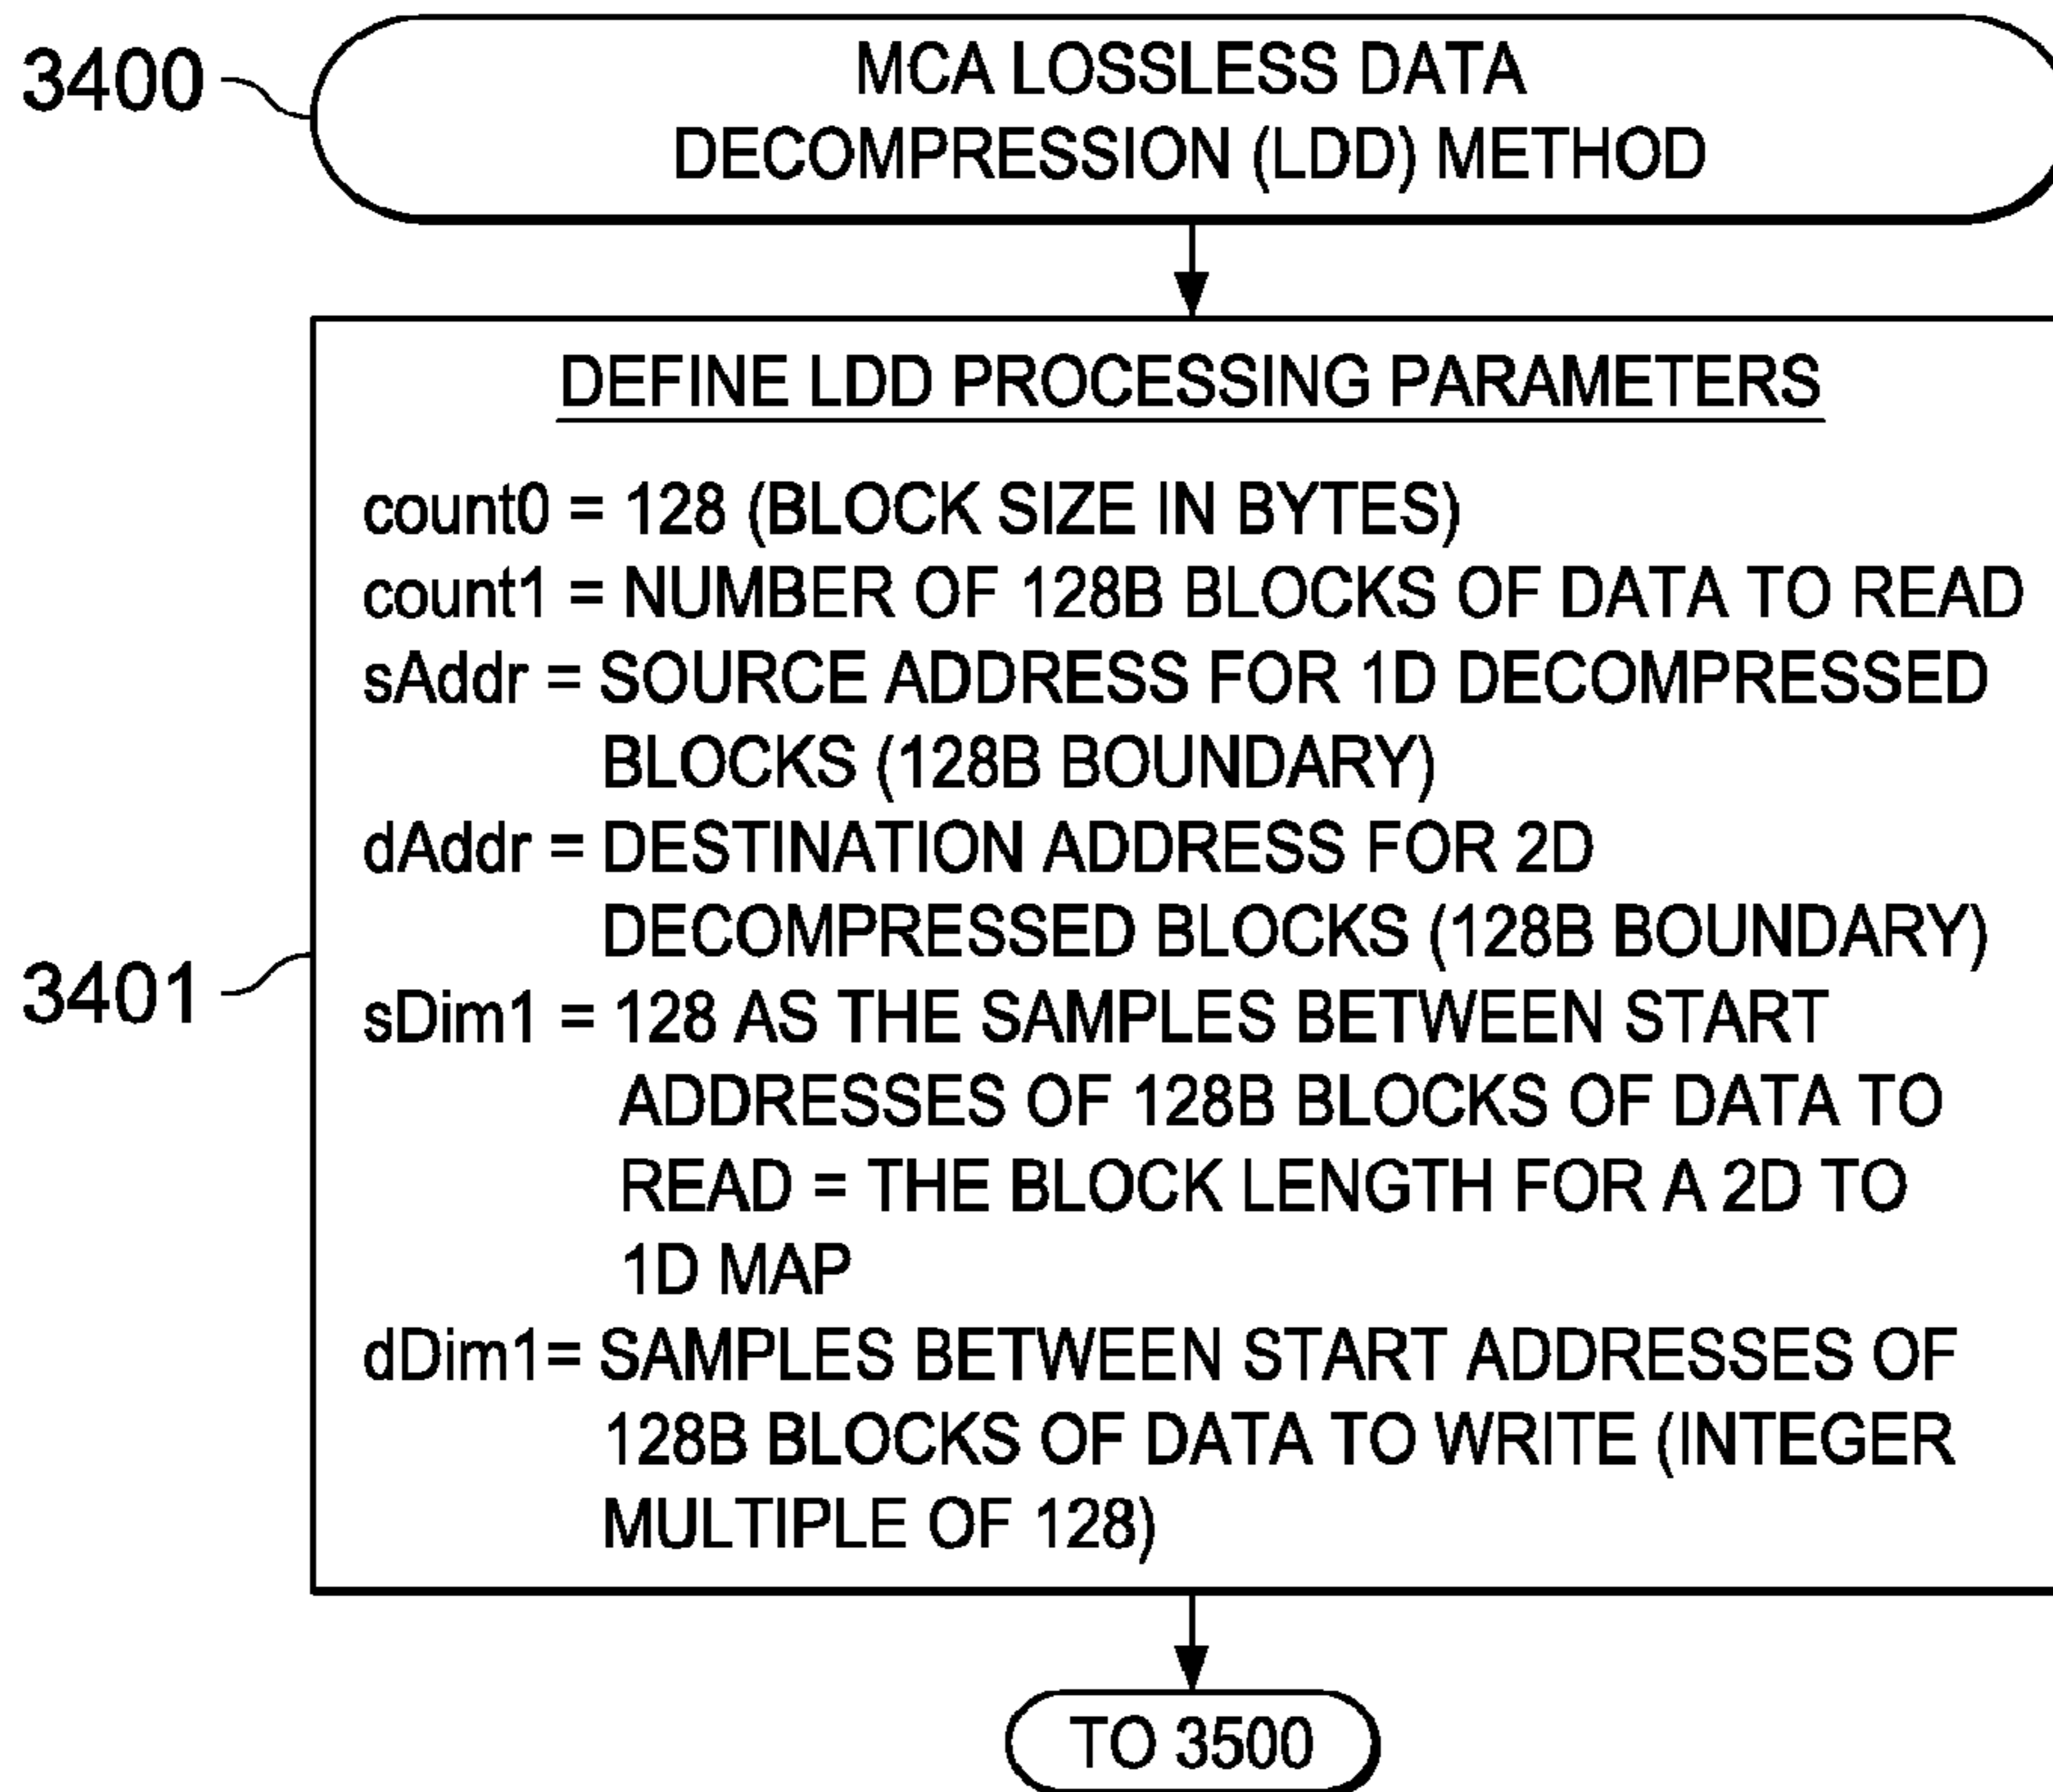 3400
MCA LOSSLESS DATA
DECOMPRESSION (LDD) METHOD
DEFINE LDD PROCESSING PARAMETERS
count0 = 128 (BLOCK SIZE IN BYTES)
count1 = NUMBER OF 128B BLOCKS OF DATA TO READ
sAddr = SOURCE ADDRESS FOR 1D DECOMPRESSED
BLOCKS (128B BOUNDARY)
dAddr = DESTINATION ADDRESS FOR 2D
DECOMPRESSED BLOCKS (128B BOUNDARY)
3401
sDim1 = 128 AS THE SAMPLES BETWEEN START
ADDRESSES OF 128B BLOCKS OF DATA TO
READ = THE BLOCK LENGTH FOR A 2D TO
1D MAP
dDim1= SAMPLES BETWEEN START ADDRESSES OF
128B BLOCKS OF DATA TO WRITE (INTEGER
MULTIPLE OF 128)
TO 3500